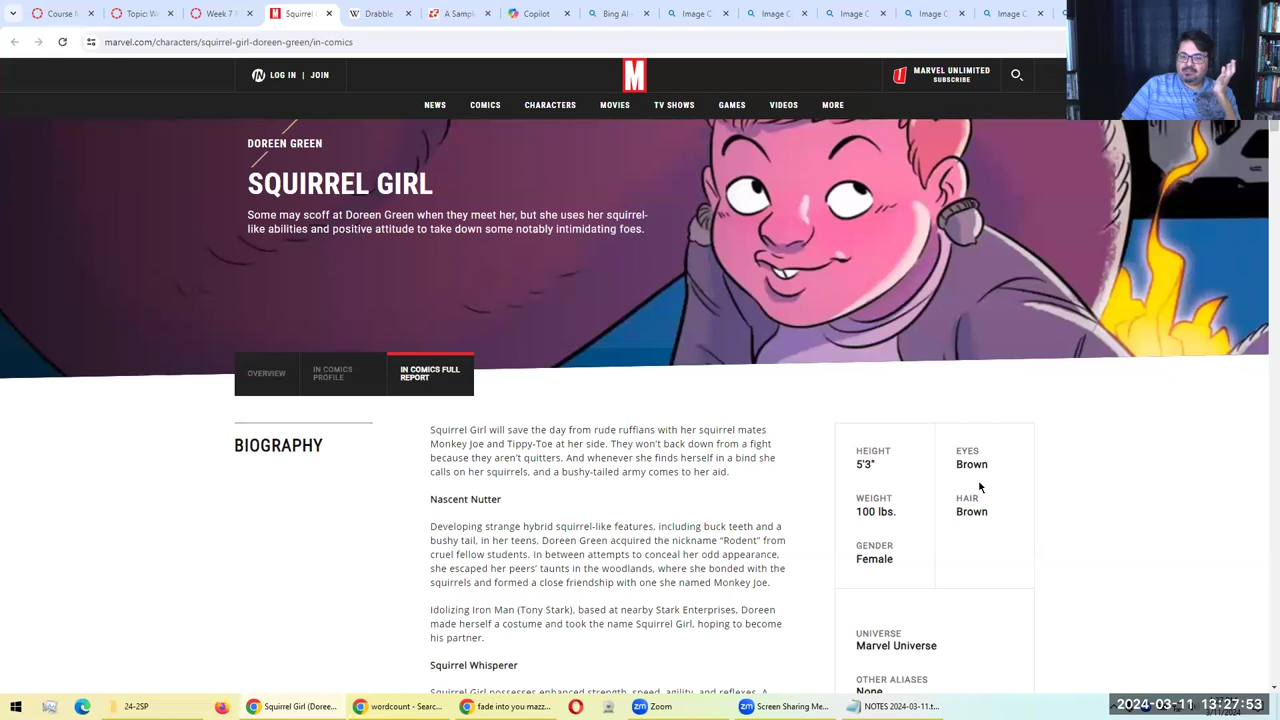 Course M
Topic: W
Week 7
Squirrel G
Drabble
A Sampl
Copilot
Bing AI -
Image C
Image C
Image C
Image C
Image C
marvel.com/characters/squirrel-girl-doreen-green/in-comics
LOG IN | JOIN
M
MARVEL UNLIMITED
SUBSCRIBE
NEWS COMICS CHARACTERS MOVIES TV SHOWS GAMES VIDEOS MORE
DOREEN GREEN
SQUIRREL GIRL
Some may scoff at Doreen Green when they meet her, but she uses her squirrel-
like abilities and positive attitude to take down some notably intimidating foes.
OVERVIEW
IN COMICS
PROFILE
IN COMICS FULL
REPORT
BIOGRAPHY
Squirrel Girl will save the day from rude ruffians with her squirrel mates
Monkey Joe and Tippy-Toe at her side. They won't back down from a fight
because they aren't quitters. And whenever she finds herself in a bind she
calls on her squirrels, and a bushy-tailed army comes to her aid.
Nascent Nutter
Developing strange hybrid squirrel-like features, including buck teeth and a
bushy tail, in her teens. Doreen Green acquired the nickname "Rodent" from
cruel fellow students. In between attempts to conceal her odd appearance,
she escaped her peers' taunts in the woodlands, where she bonded with the
squirrels and formed a close friendship with one she named Monkey Joe.
Idolizing Iron Man (Tony Stark), based at nearby Stark Enterprises, Doreen
made herself a costume and took the name Squirrel Girl, hoping to become
his partner.
Squirrel Whisperer
Squirrel Girl possesses enhanced strength, speed, agility, and reflexes. A
HEIGHT
5'3"
EYES
Brown
WEIGHT
100 lbs.
HAIR
Brown
GENDER
Female
UNIVERSE
Marvel Universe
OTHER ALIASES
None
24-2SP
Squirrel Girl (Doree...
wordcount - Searc...
fade into you mazz...
Zoom
Screen Sharing Me...
NOTES 2024-03-11.t...
2024-03-11 13:27:53